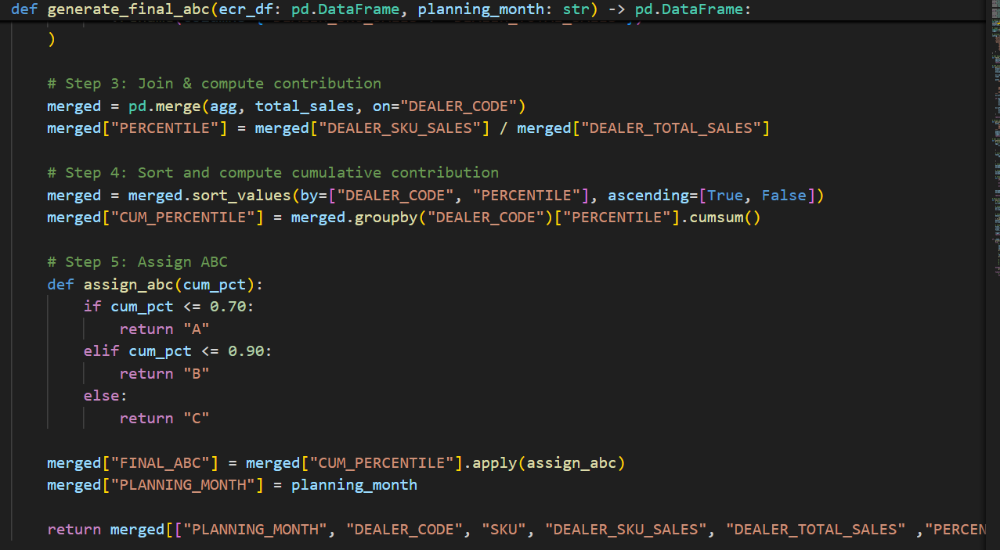 def generate_final_abc(ecr_df: pd.DataFrame, planning_month: str) -> pd.DataFrame:
)
# Step 3: Join & compute contribution
merged = pd.merge(agg, total_sales, on="DEALER_CODE")
merged["PERCENTILE"] = merged["DEALER_SKU_SALES"] / merged["DEALER_TOTAL_SALES"]
# Step 4: Sort and compute cumulative contribution
merged = merged.sort_values(by=["DEALER_CODE", "PERCENTILE"], ascending=[True, False])
merged["CUM_PERCENTILE"] = merged.groupby("DEALER_CODE")["PERCENTILE"].cumsum()
# Step 5: Assign ABC
def assign_abc(cum_pct):
if cum_pct <= 0.70:
return "A"
elif cum_pct <= 0.90:
return "B"
else:
return "C"
merged["FINAL_ABC"] = merged["CUM_PERCENTILE"].apply(assign_abc)
merged["PLANNING_MONTH"] = planning_month
return merged[["PLANNING_MONTH", "DEALER_CODE", "SKU", "DEALER_SKU_SALES", "DEALER_TOTAL_SALES" ,"PERCEN